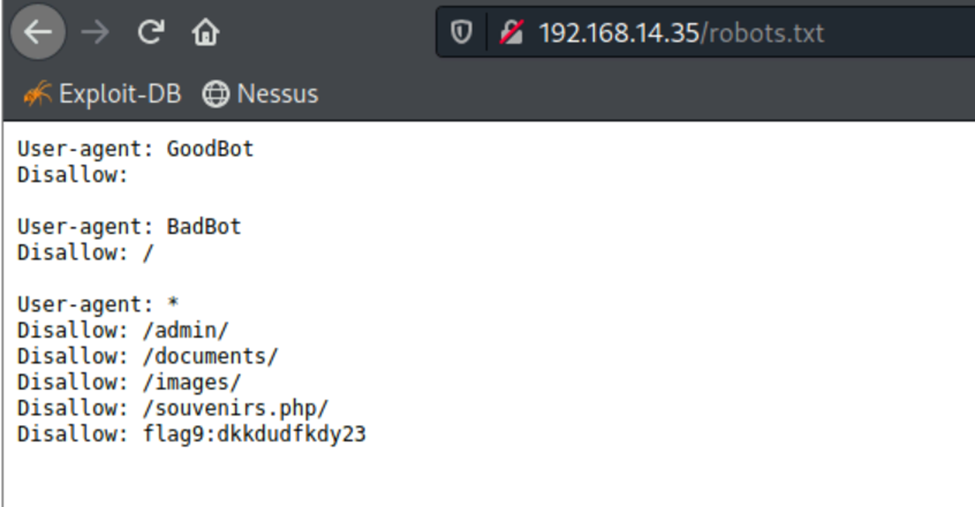 192.168.14.35/robots.txt
Exploit-DB Nessus
User-agent: GoodBot
Disallow:
User-agent: BadBot
Disallow: /
User-agent: *
Disallow: /admin/
Disallow: /documents/
Disallow: /images/
Disallow: /souvenirs.php/
Disallow: flag9:dkkdudfkdy23